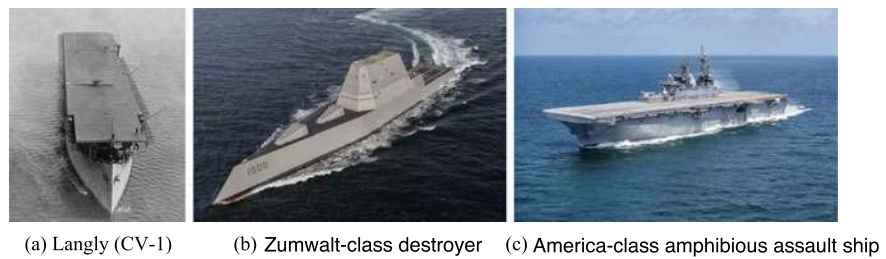 1000
(a) Langly (CV-1) (b) Zumwalt-class destroyer (c) America-class amphibious assault ship